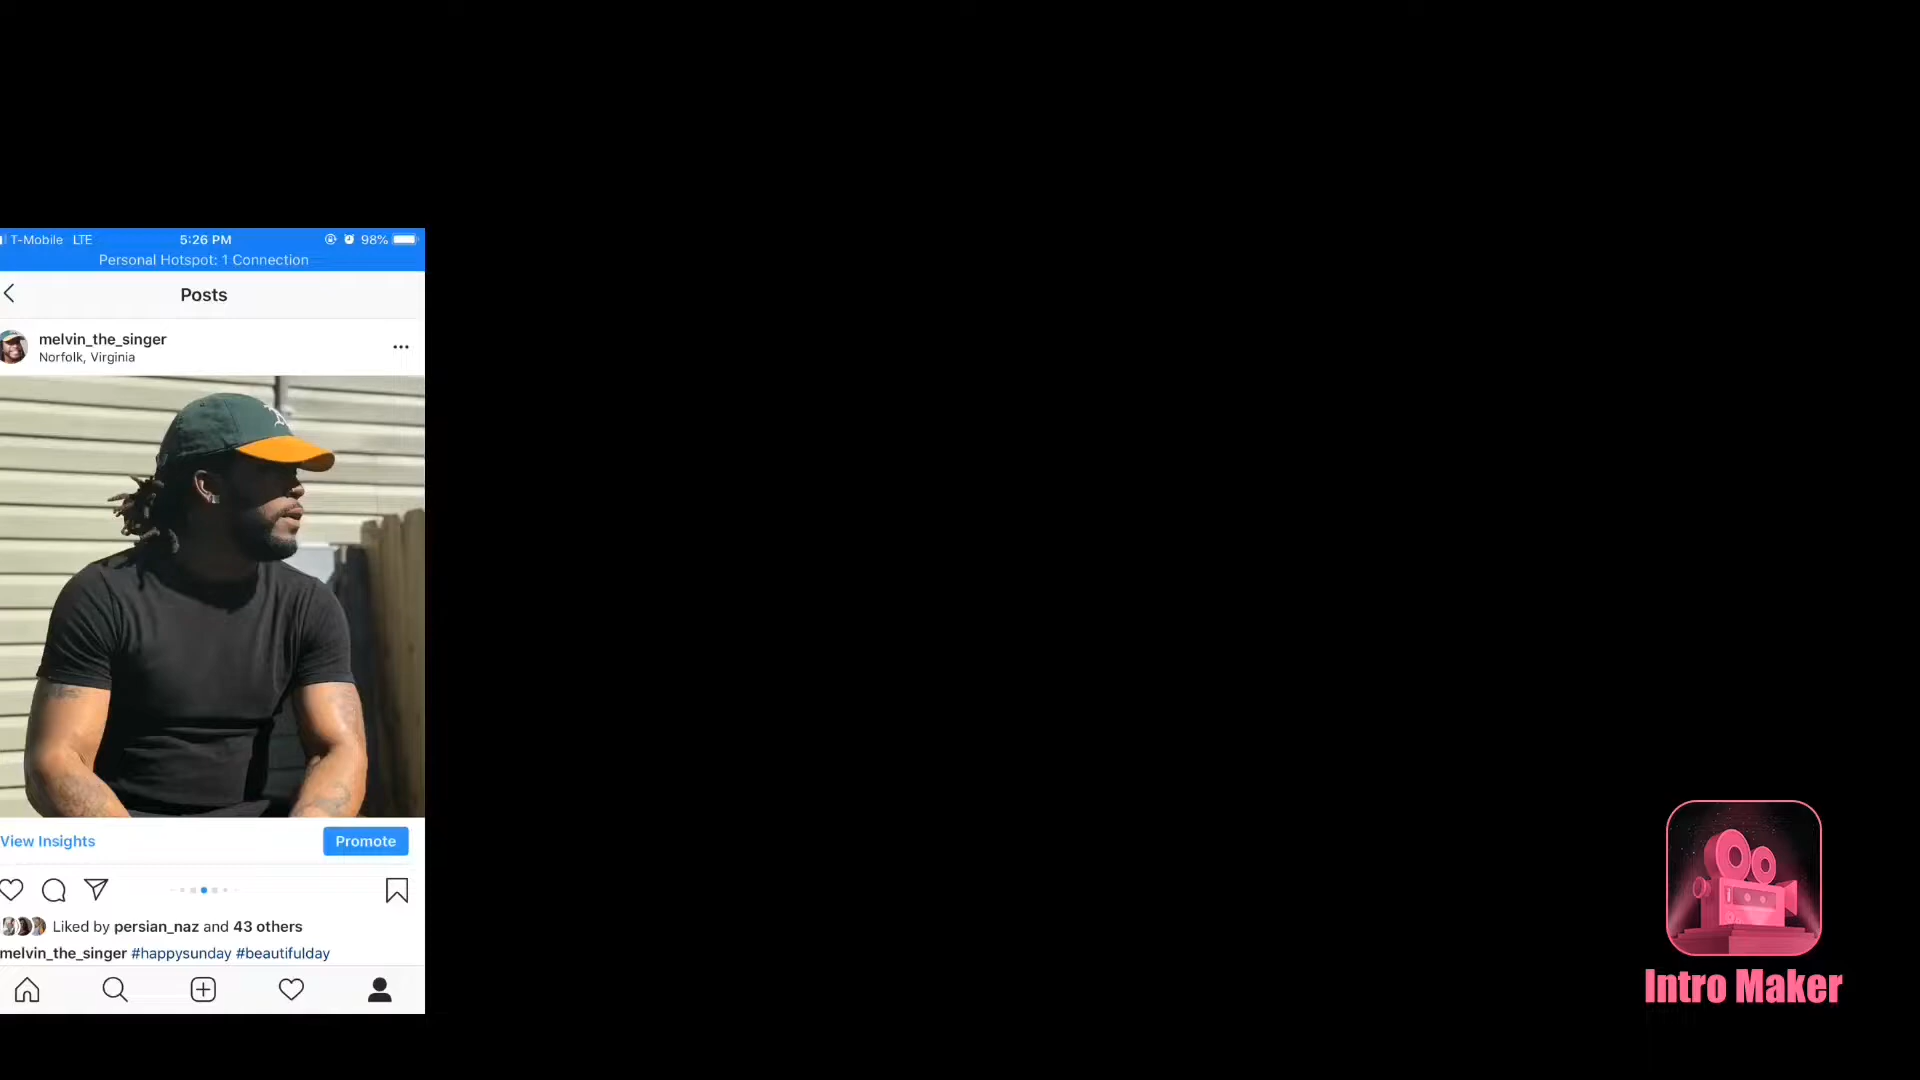 T-Mobile LTE 5:26 PM 98%
Personal Hotspot: 1 Connection
Posts
melvin_the_singer
Norfolk, Virginia
View Insights Promote
Liked by persian_naz and 43 others
melvin_the_singer #happysunday #beautifulday
Intro Maker